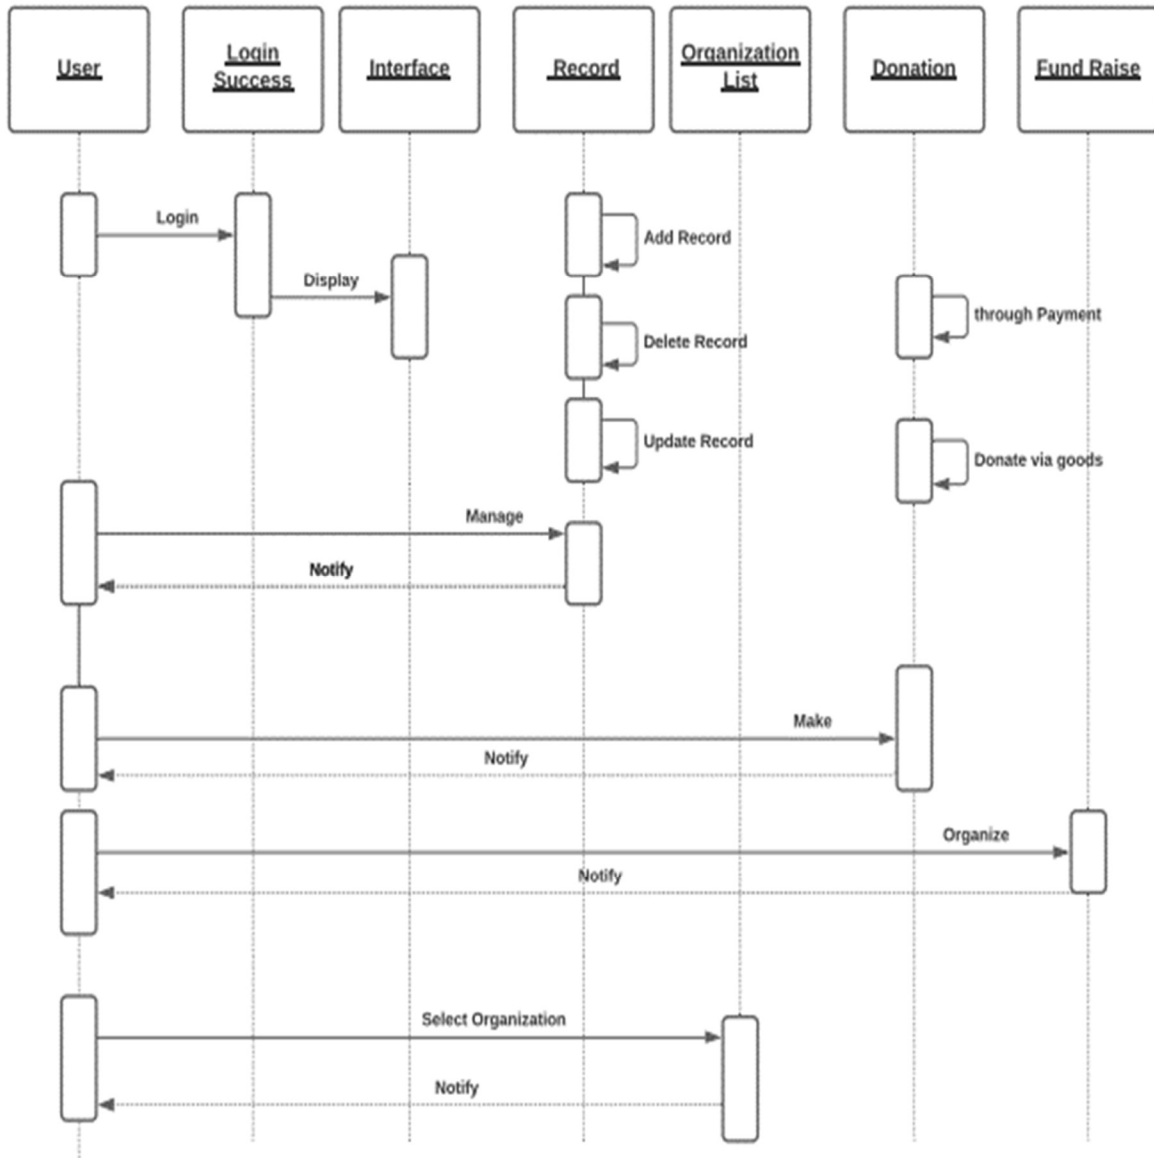 User
Login
Success
Interface
Record
Organization
List
Donation
Fund Raise
Login
Add Record
Display
through Payment
Delete Record
Update Record
Donate via goods
Manage
Notify
Make
Notify
Organize
Notify
Select Organization
Notify